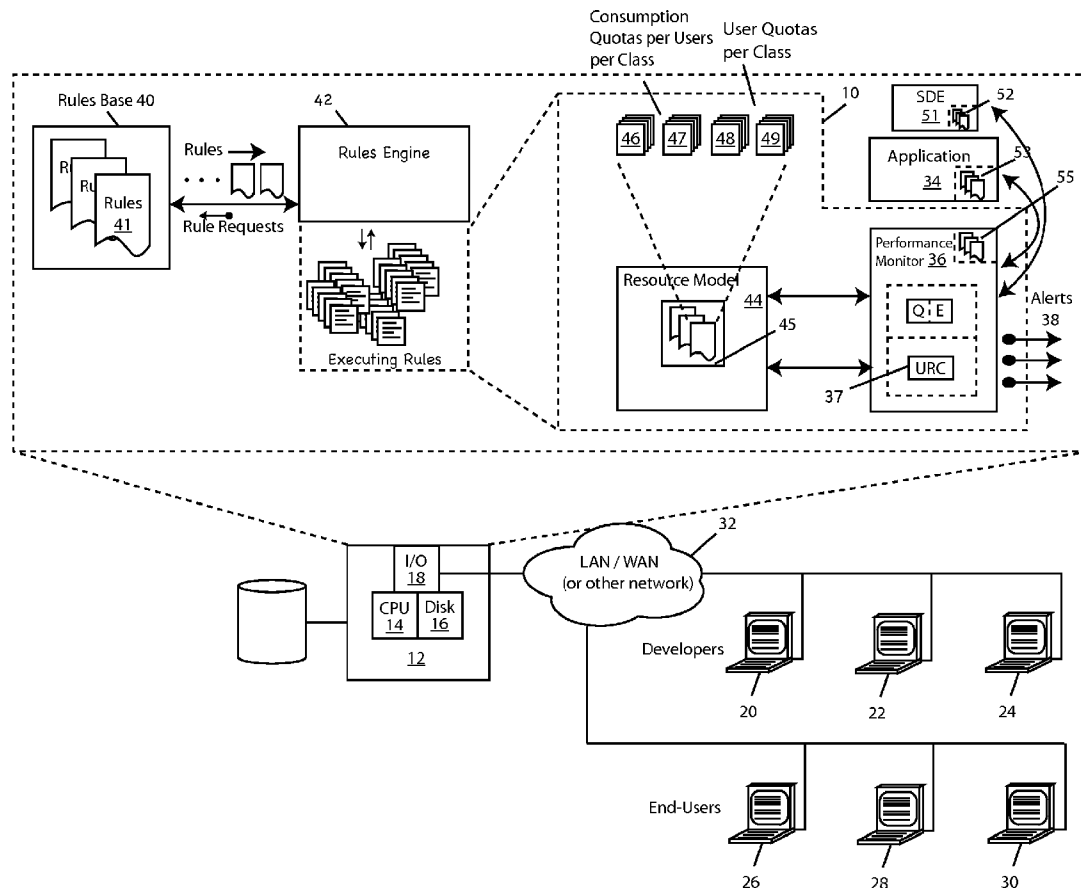 Consumption
Quotas per Users
per Class
User Quotas
per Class
Rules Base 40
42
10
SDE
51
52
46
47
48
49
Rules
Rules Engine
Application
34
53
55
R
Ru
Rules
41
Rule Requests
Performance
Monitor 36
Resource Model
44
Alerts
38
Q E
45
URC
37
Executing Rules
32
LAN / WAN
(or other network)
I/O
18
CPU
14
Disk
16
12
Developers
20
22
24
End-Users
26
28
30